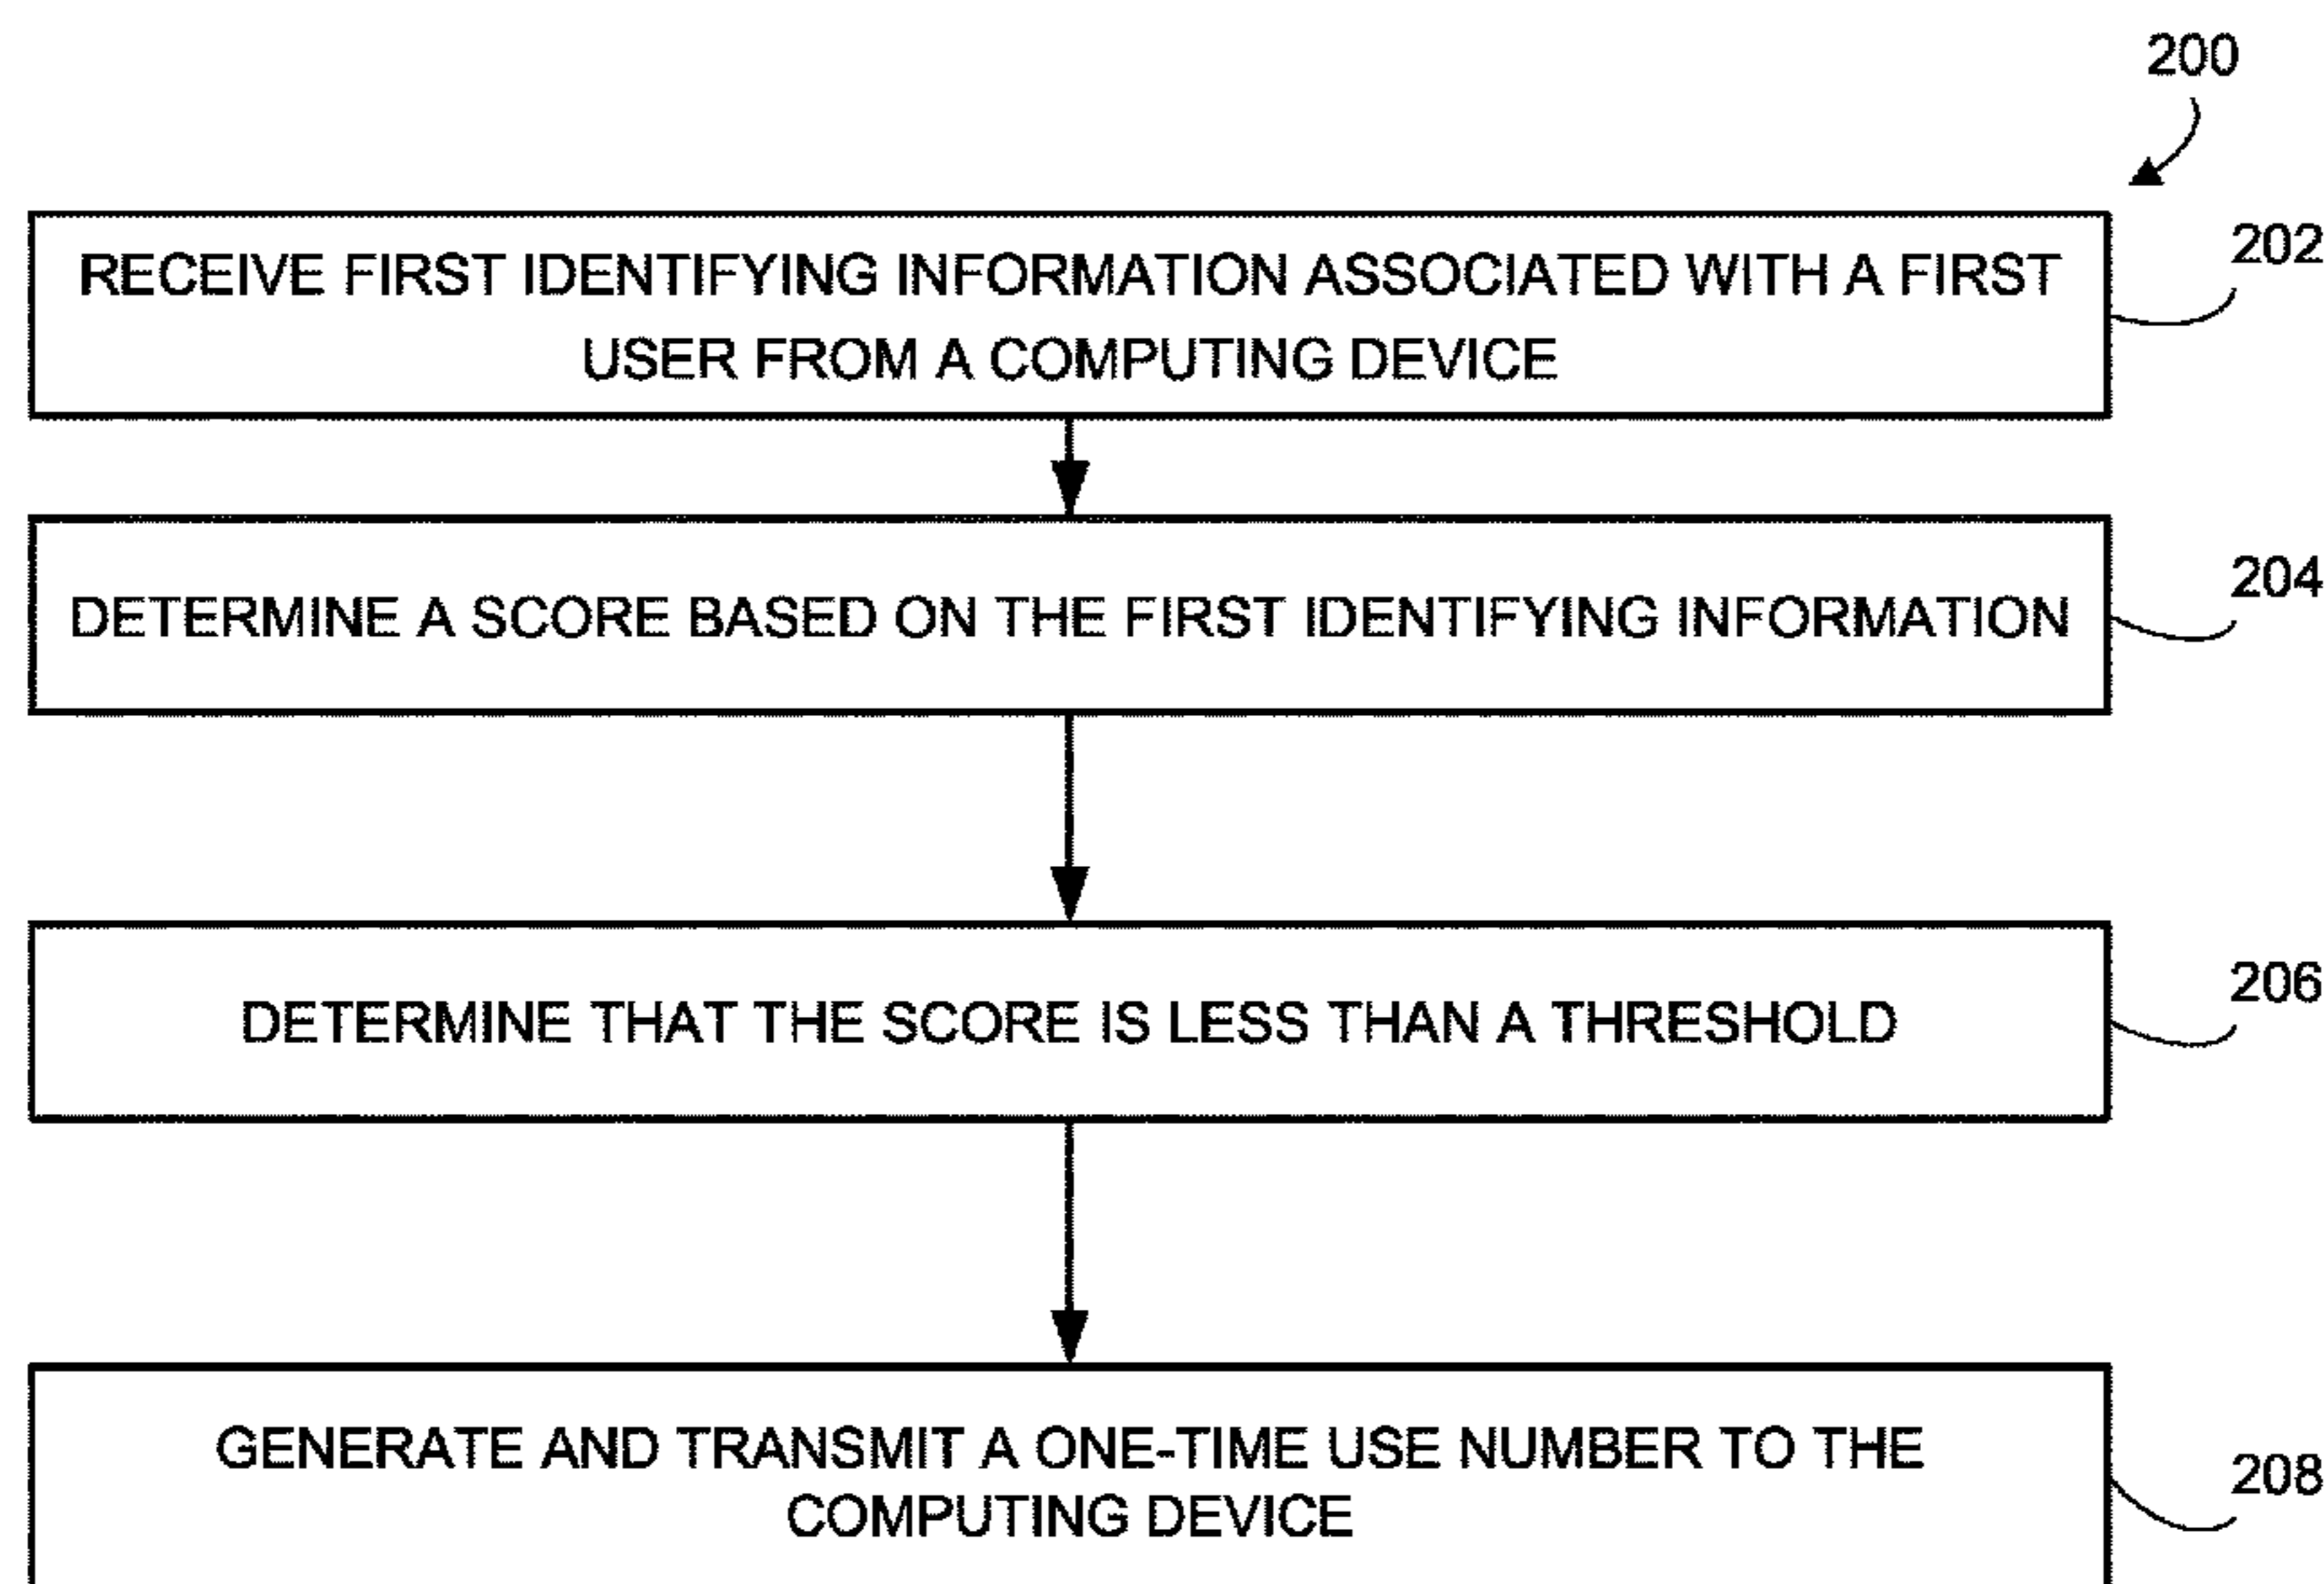 200
RECEIVE FIRST IDENTIFYING INFORMATION ASSOCIATED WITH A FIRST
USER FROM A COMPUTING DEVICE
202
DETERMINE A SCORE BASED ON THE FIRST IDENTIFYING INFORMATION
204
DETERMINE THAT THE SCORE IS LESS THAN A THRESHOLD
206
GENERATE AND TRANSMIT A ONE-TIME USE NUMBER TO THE
COMPUTING DEVICE
208